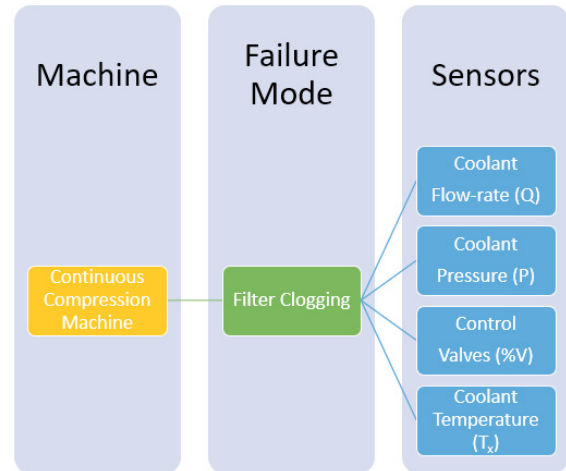 Machine
Failure
Mode
Sensors
Continuous
Compression
Machine
Filter Clogging
Coolant
Flow-rate (Q)
Coolant
Pressure (P)
Control
Valves (%V)
Coolant
Temperature
(Tₓ)